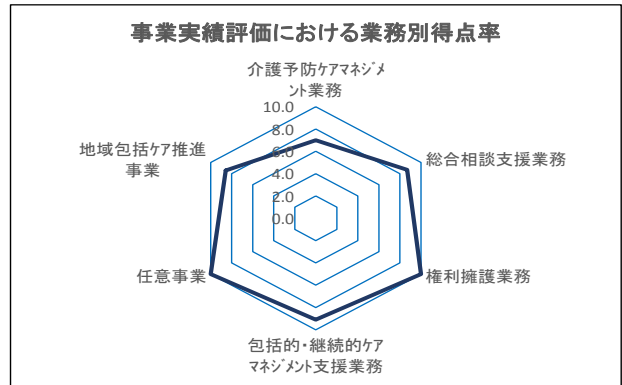 事業実績評価における業務別得点率
介護予防ケアマネジメ
ント業務
10.0
8.0
6.0
4.0
2.0
0.0
総合相談支援業務
権利擁護業務
包括的・継続的ケア
マネジメント支援業務
任意事業
地域包括ケア推進
事業